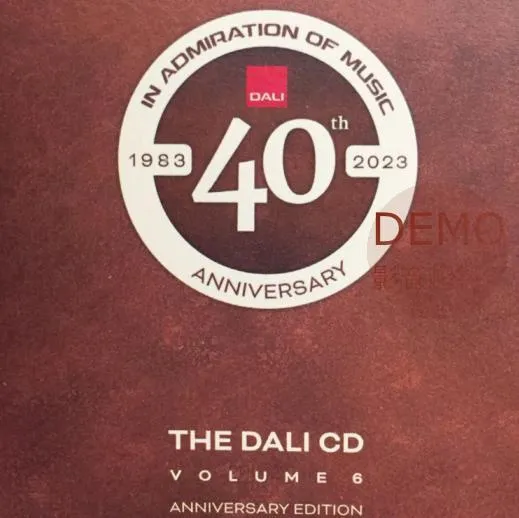 IN ADMIRATION OF MUSIC
DALI
40th
1983
2023
ANNIVERSARY
DEMO
THE DALI CD
VOLUME 6
ANNIVERSARY EDITION